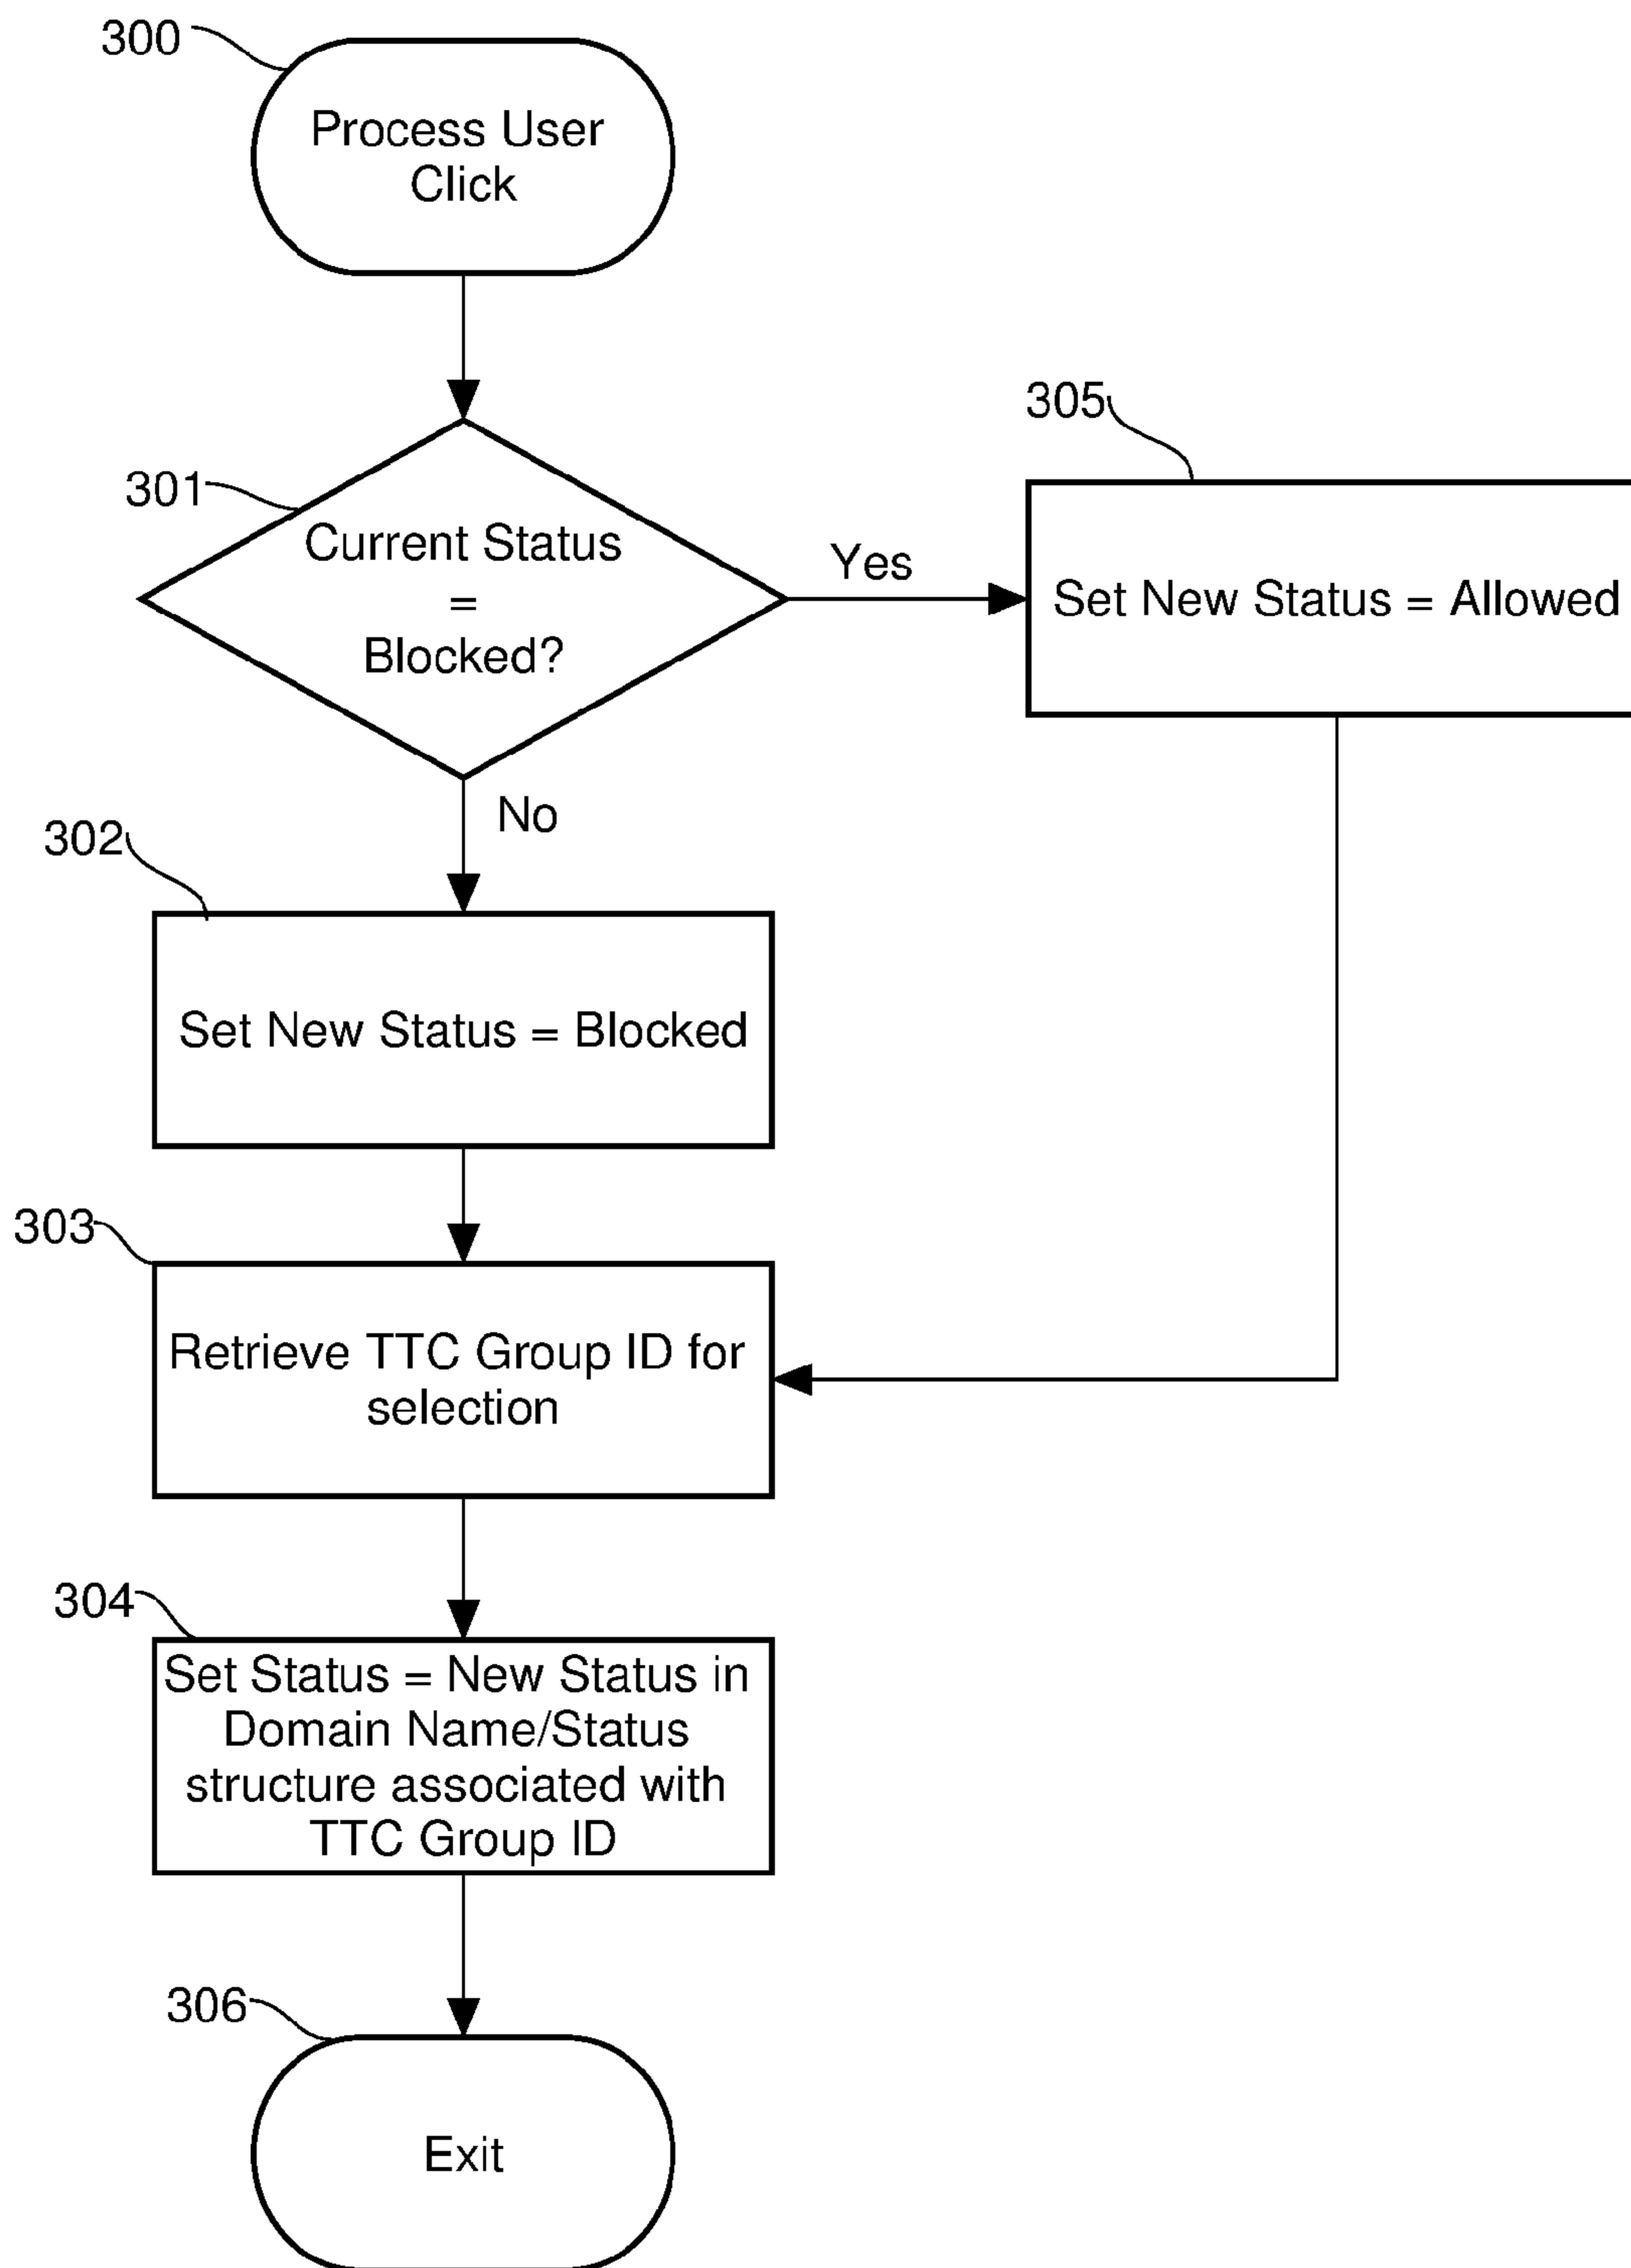 300
Process User
Click
301
Current Status
=
Blocked?
Yes
305
Set New Status = Allowed
No
302
Set New Status = Blocked
303
Retrieve TTC Group ID for
selection
304
Set Status = New Status in
Domain Name/Status
structure associated with
TTC Group ID
306
Exit